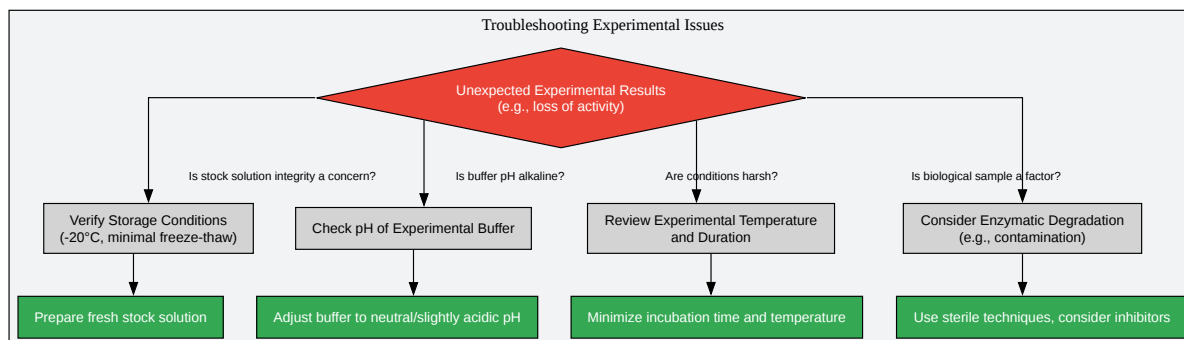 Troubleshooting Experimental Issues
Unexpected Experimental Results
(e.g., loss of activity)
Is stock solution integrity a concern?
Is buffer pH alkaline?
Are conditions harsh?
Is biological sample a factor?
Verify Storage Conditions
(-20°C, minimal freeze-thaw)
Check pH of Experimental Buffer
Review Experimental Temperature
and Duration
Consider Enzymatic Degradation
(e.g., contamination)
Prepare fresh stock solution
Adjust buffer to neutral/slightly acidic pH
Minimize incubation time and temperature
Use sterile techniques, consider inhibitors